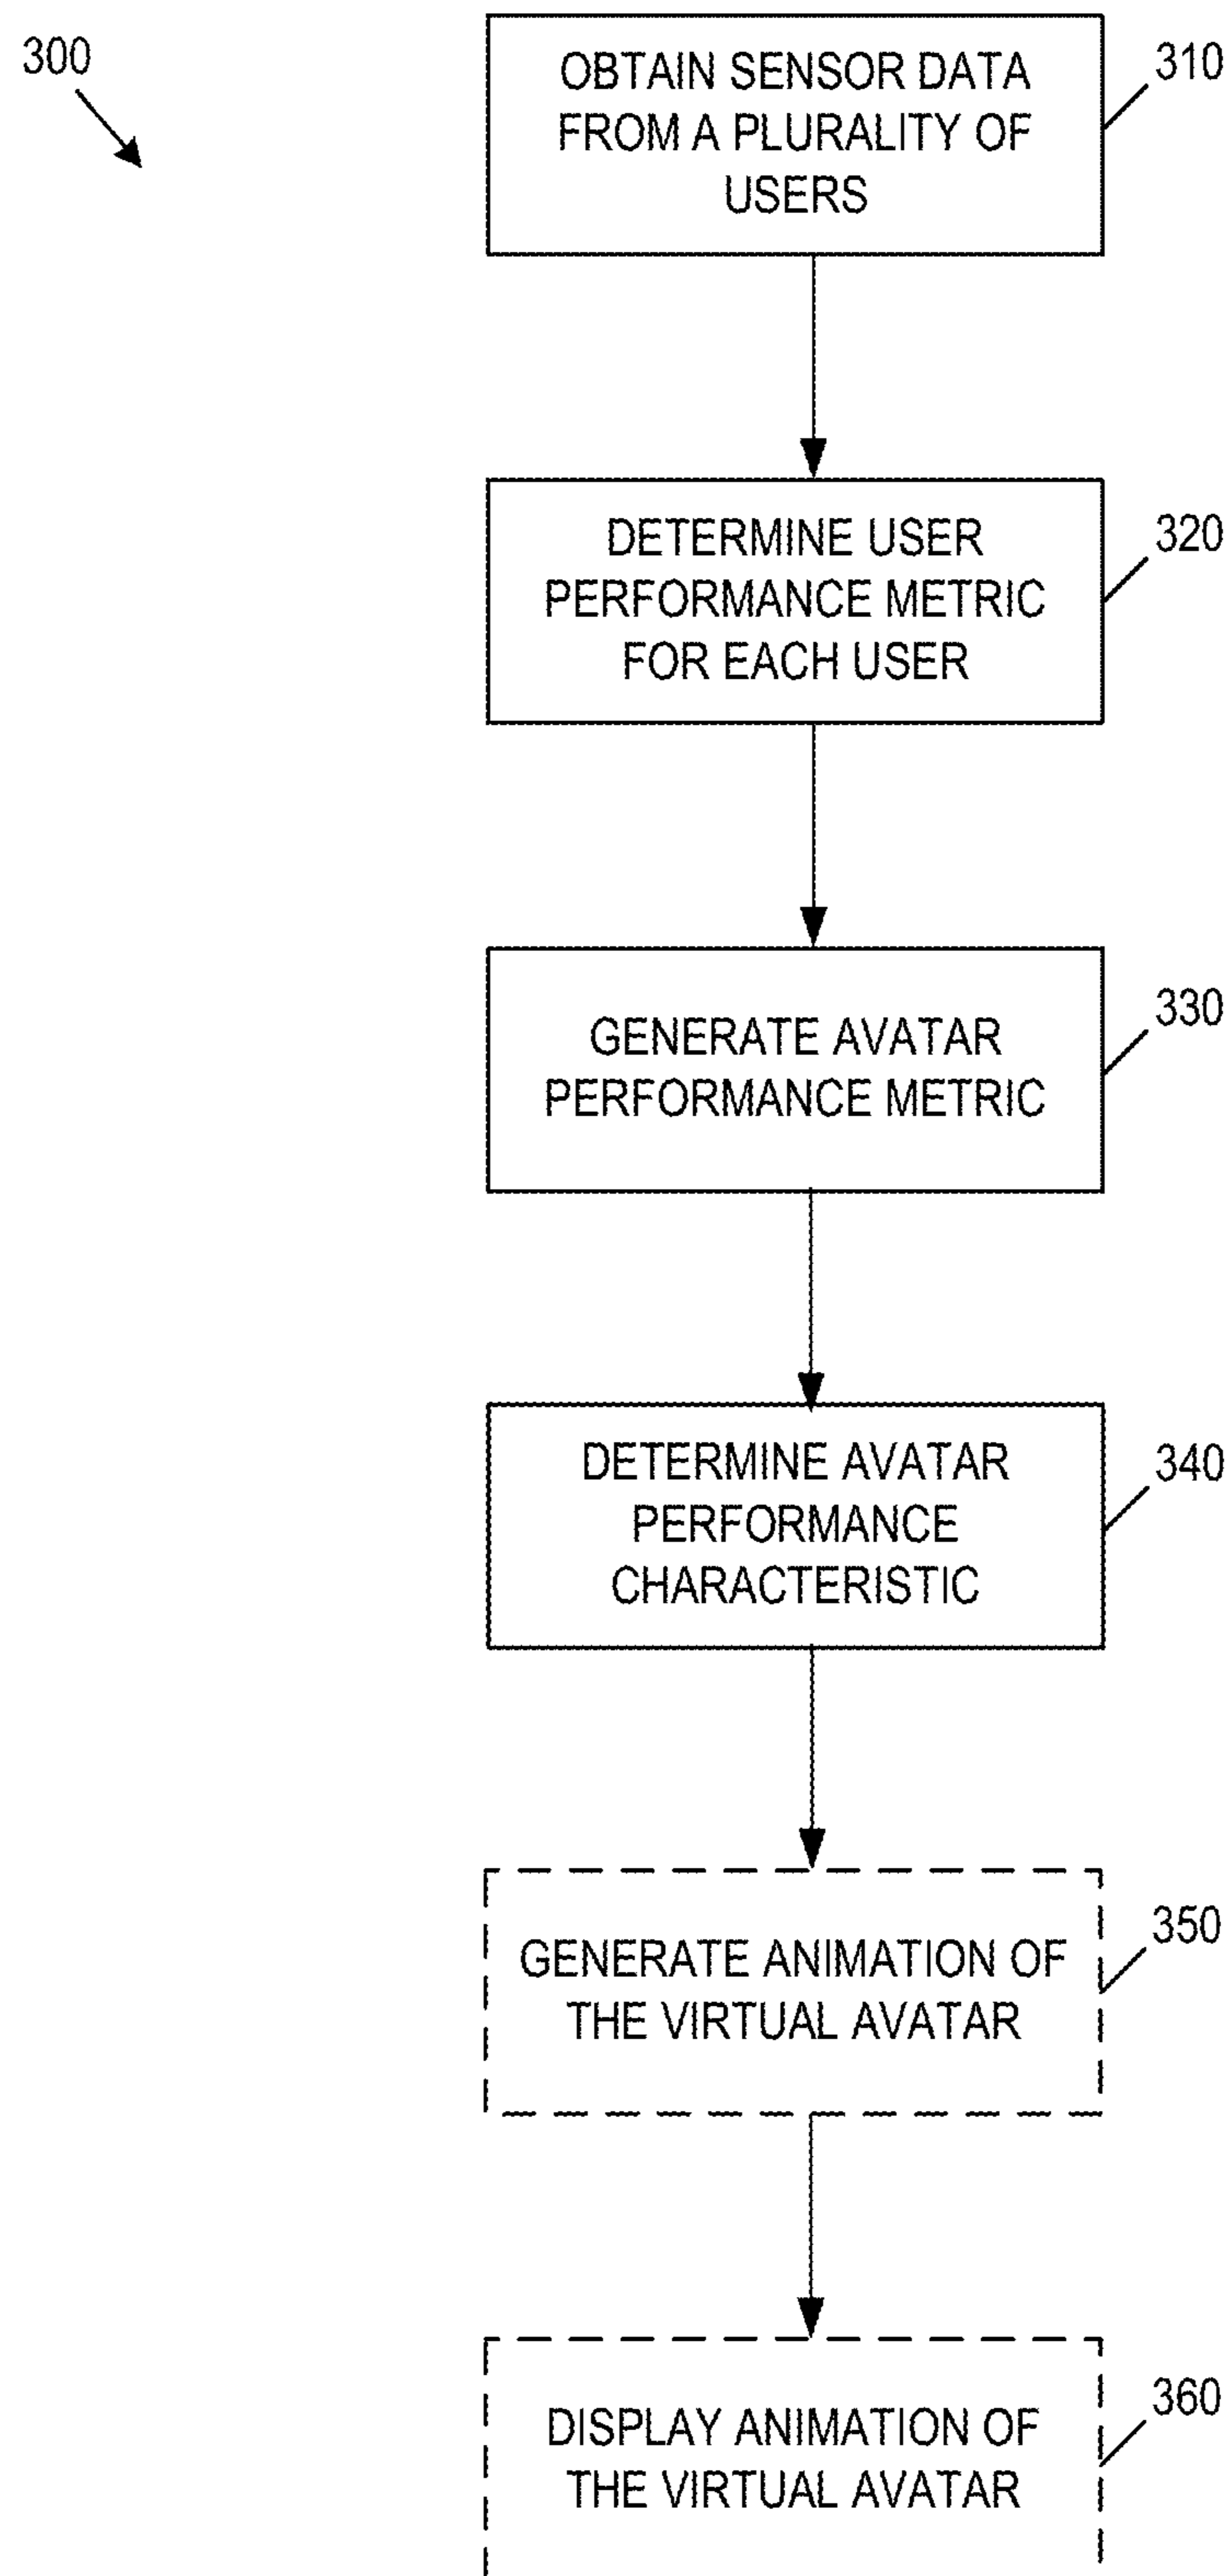 300
OBTAIN SENSOR DATA
FROM A PLURALITY OF
USERS
310
DETERMINE USER
PERFORMANCE METRIC
FOR EACH USER
320
GENERATE AVATAR
PERFORMANCE METRIC
330
DETERMINE AVATAR
PERFORMANCE
CHARACTERISTIC
340
GENERATE ANIMATION OF
THE VIRTUAL AVATAR
350
DISPLAY ANIMATION OF
THE VIRTUAL AVATAR
360